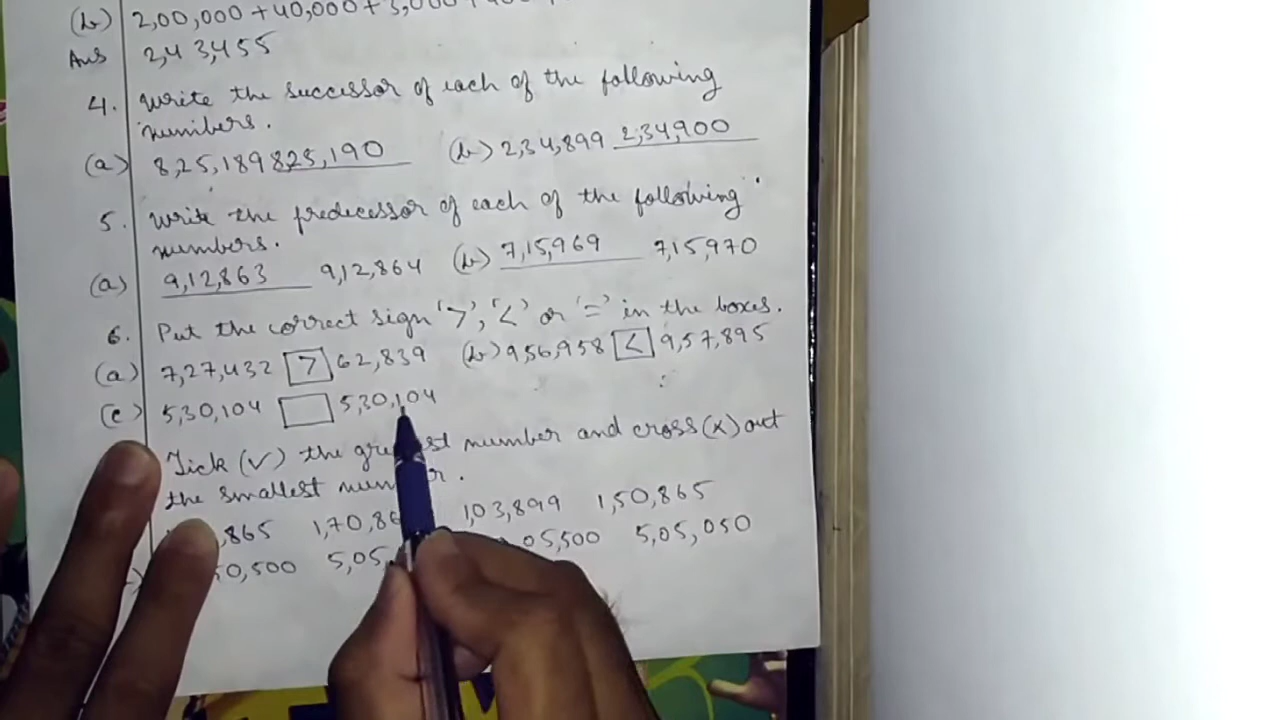 (b) 2,00,000 + 40,000 + 3,000 +
Ans 2,43,455
4. Write the successor of each of the following
numbers.
(a) 8,25,189 8,25,190 (b) 2,34,899 2,34,900
5. Write the predecessor of each of the following
numbers.
(a) 9,12,863 9,12,864 (b) 7,15,969 7,15,970
6. Put the correct sign '>', '<' or '=' in the boxes.
(a) 7,27,432 > 62,839 (b) 9,56,958 < 9,57,895
(c) 5,30,104 5,30,104
Tick (✓) the greatest number and cross (x) out
the smallest number.
,865 1,70,86 1,03,899 1,50,865
0,500 5,05, 05,500 5,05,050